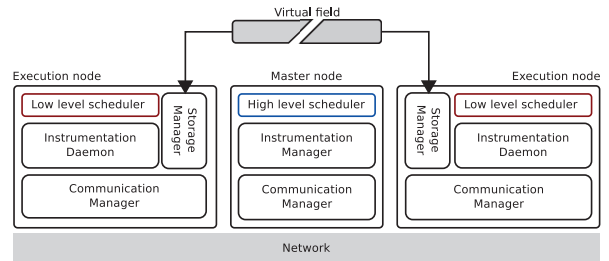 Virtual field
Execution node
Low level scheduler
Storage
Manager
Instrumentation
Daemon
Communication
Manager
Master node
High level scheduler
Instrumentation
Manager
Communication
Manager
Execution node
Storage
Manager
Low level scheduler
Instrumentation
Daemon
Communication
Manager
Network